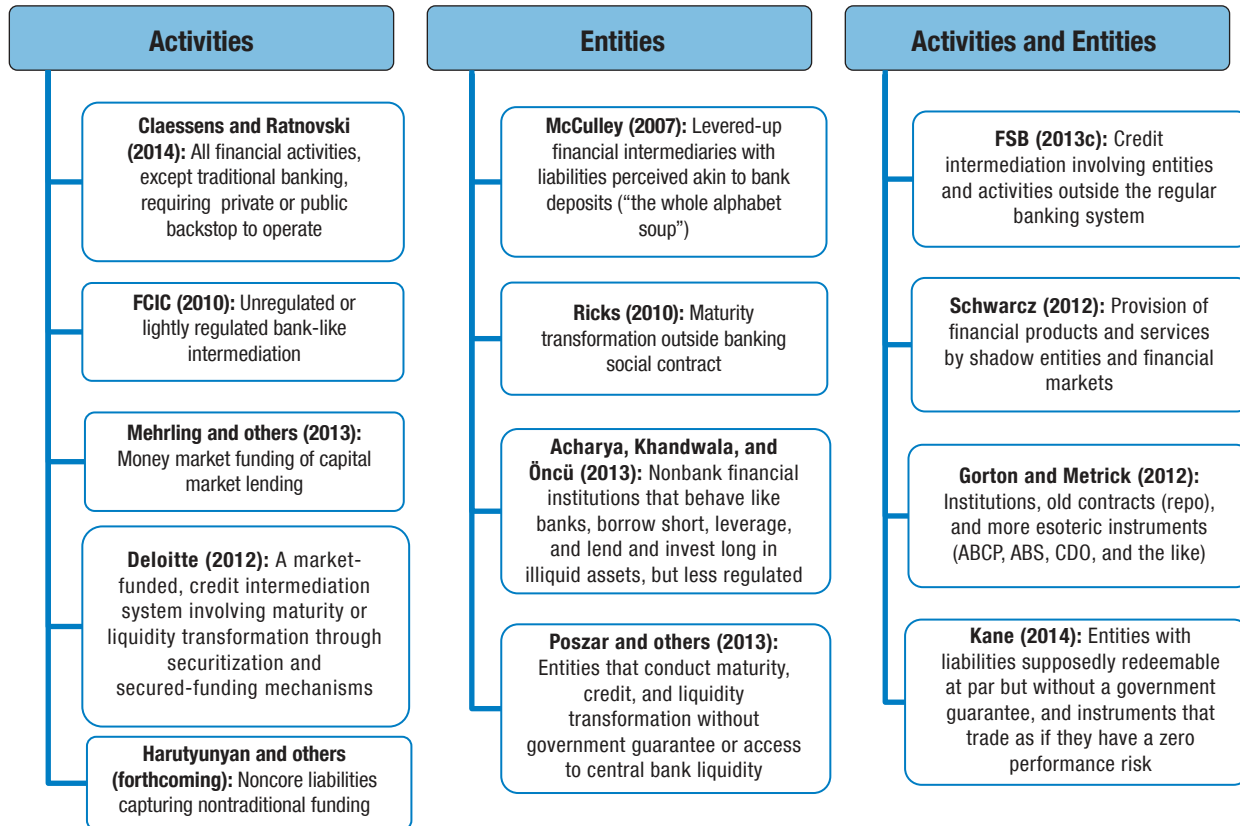 Activities
Claessens and Ratnovski
(2014): All financial activities,
except traditional banking,
requiring private or public
backstop to operate
FCIC (2010): Unregulated or
lightly regulated bank-like
intermediation
Mehrling and others (2013):
Money market funding of capital
market lending
Deloitte (2012): A market-
funded, credit intermediation
system involving maturity or
liquidity transformation through
securitization and
secured-funding mechanisms
Harutyunyan and others
(forthcoming): Noncore liabilities
capturing nontraditional funding
Entities
McCulley (2007): Levered-up
financial intermediaries with
liabilities perceived akin to bank
deposits (“the whole alphabet
soup”)
Ricks (2010): Maturity
transformation outside banking
social contract
Acharya, Khandwala, and
Öncü (2013): Nonbank financial
institutions that behave like
banks, borrow short, leverage,
and lend and invest long in
illiquid assets, but less regulated
Poszar and others (2013):
Entities that conduct maturity,
credit, and liquidity
transformation without
government guarantee or access
to central bank liquidity
Activities and Entities
FSB (2013c): Credit
intermediation involving entities
and activities outside the regular
banking system
Schwarcz (2012): Provision of
financial products and services
by shadow entities and financial
markets
Gorton and Metrick (2012):
Institutions, old contracts (repo),
and more esoteric instruments
(ABCP, ABS, CDO, and the like)
Kane (2014): Entities with
liabilities supposedly redeemable
at par but without a government
guarantee, and instruments that
trade as if they have a zero
performance risk